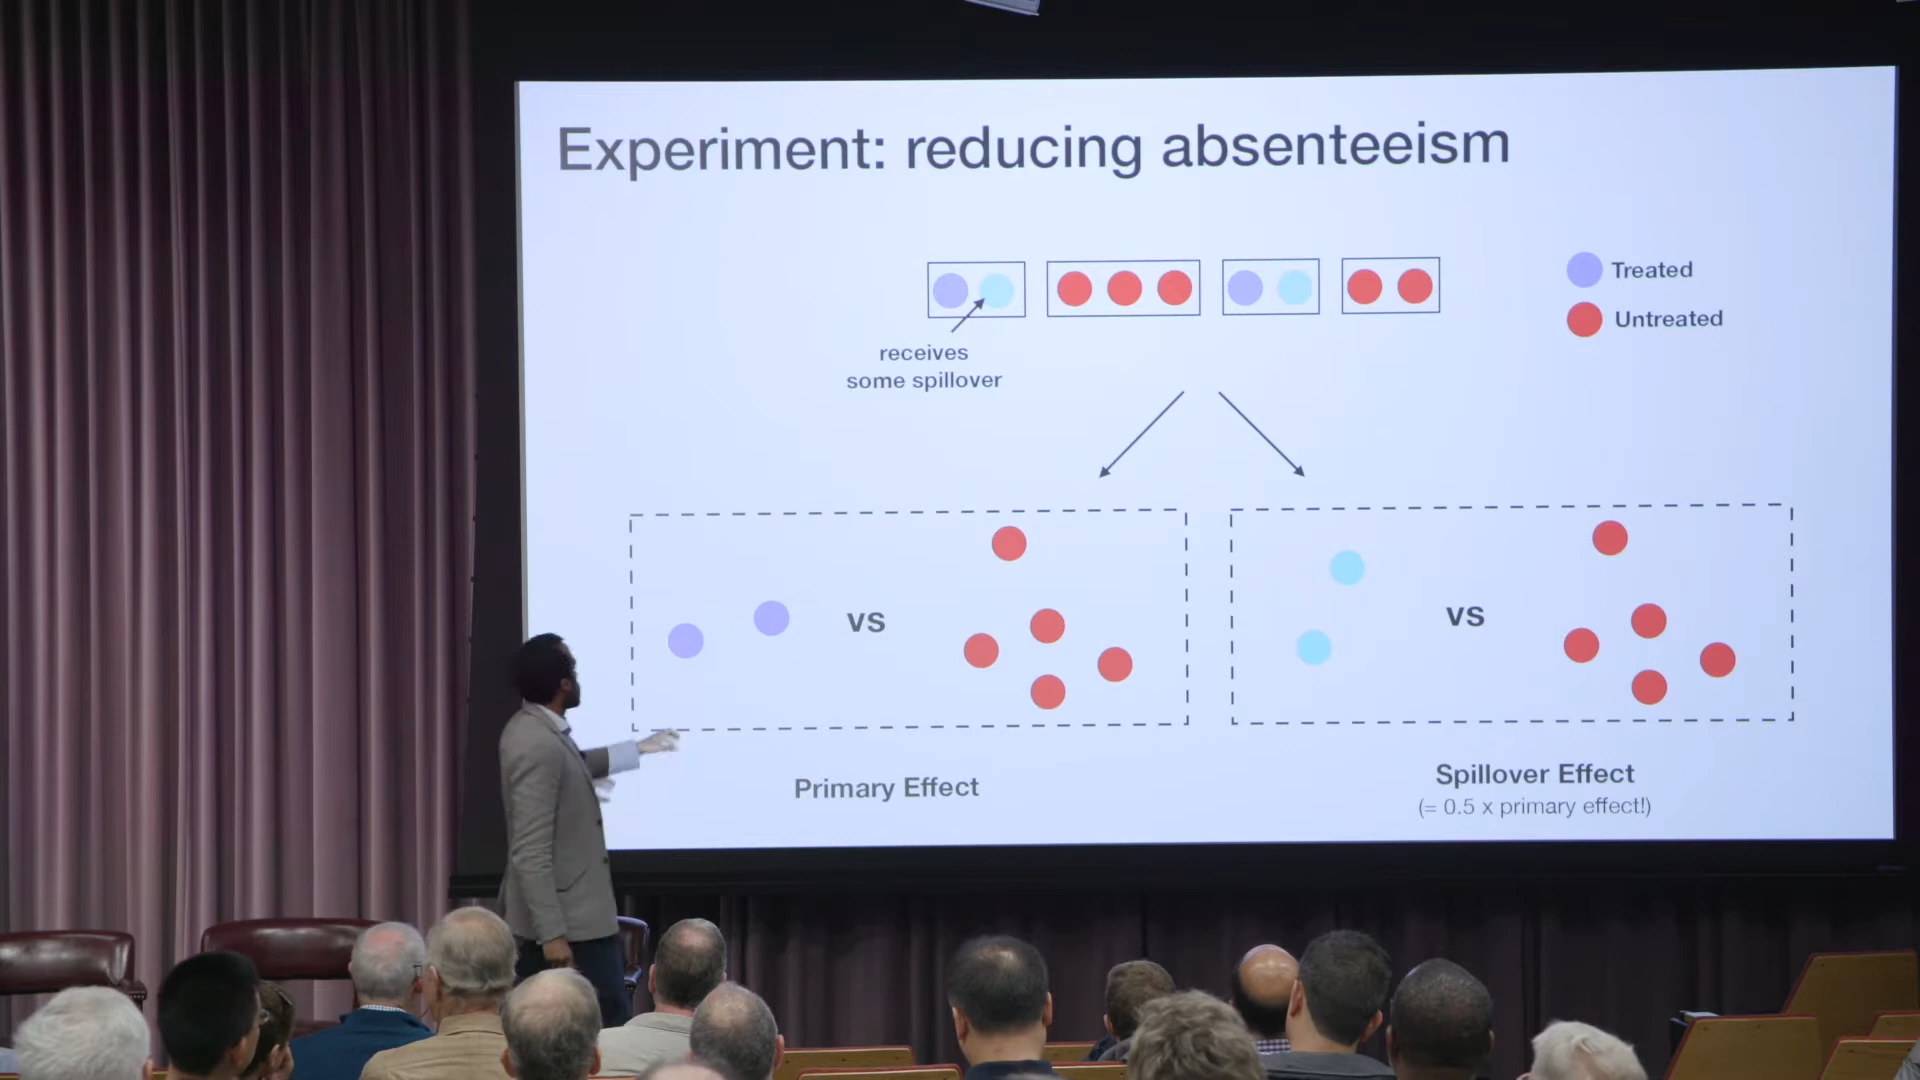 Experiment: reducing absenteeism
Treated
Untreated
receives
some spillover
vs
vs
Primary Effect
Spillover Effect
(= 0.5 x primary effect!)